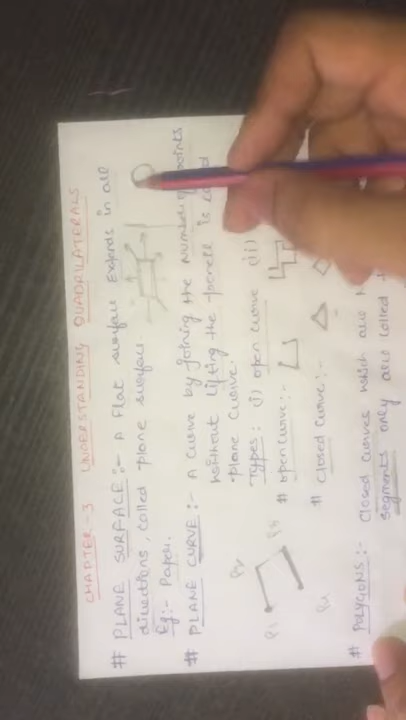 CHAPTER-3 UNDERSTANDING QUADRILATERALS
# PLANE SURFACE:- A Flat surface Extends in all
directions, called plane surface.
Eg:- Paper.
# PLANE CURVE:- A curve by joining the Number of points
without lifting the pencil is
plane curve.
Types: (i) open curve (ii)
# open curve:-
# closed curve:-
P1 P2 P3 P4
# POLYGONS:- Closed curves which are
segments only are called